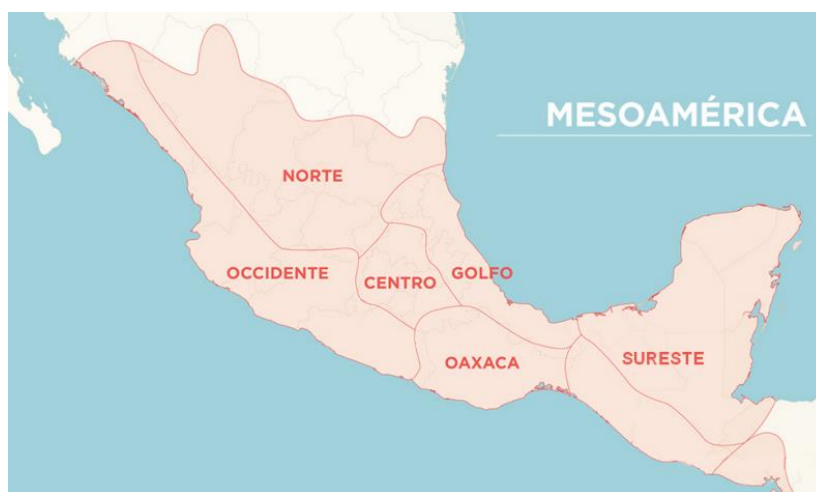 MESOAMÉRICA
NORTE
OCCIDENTE
CENTRO
GOLFO
OAXACA
SURESTE